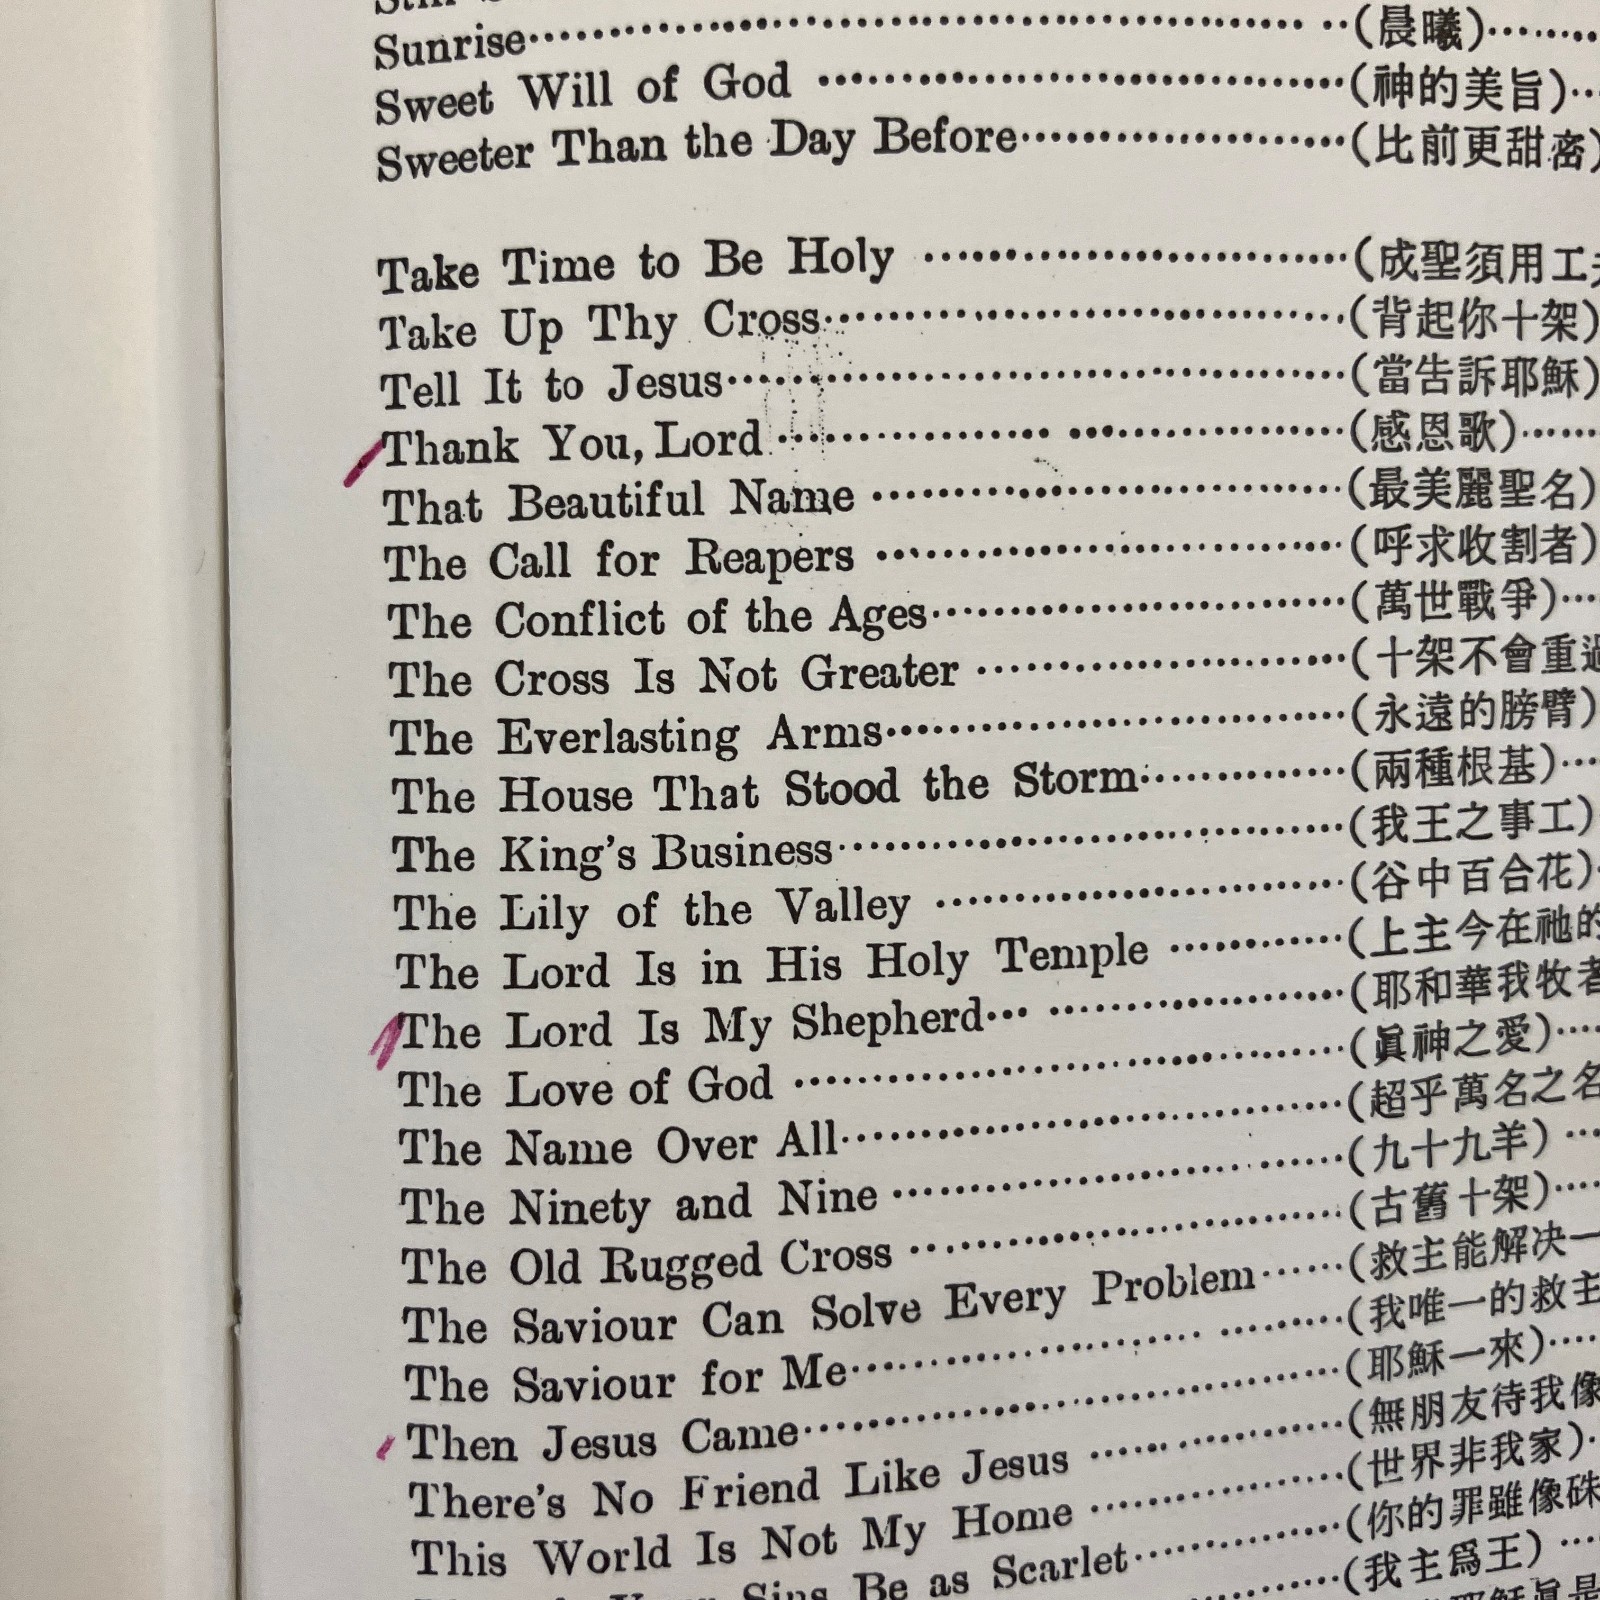 Sunrise (晨曦)
Sweet Will of God (神的美旨)
Sweeter Than the Day Before (比前更甜密)
Take Time to Be Holy (成聖須用工
Take Up Thy Cross (背起你十架)
Tell It to Jesus (當告訴耶穌)
Thank You, Lord (感恩歌)
That Beautiful Name (最美麗聖名)
The Call for Reapers (呼求收割者)
The Conflict of the Ages (萬世戰爭)
The Cross Is Not Greater (十架不會重過
The Everlasting Arms (永遠的膀臂)
The House That Stood the Storm (兩種根基)
The King's Business (我王之事工)
The Lily of the Valley (谷中百合花)
The Lord Is in His Holy Temple (上主今在祂的
The Lord Is My Shepherd (耶和華我牧者
The Love of God (眞神之愛)
The Name Over All (超乎萬名之名
The Ninety and Nine (九十九羊)
The Old Rugged Cross (古舊十架)
The Saviour Can Solve Every Problem (救主能解决一
The Saviour for Me (我唯一的救主
Then Jesus Came (耶穌一來)
There's No Friend Like Jesus (無朋友待我像
This World Is Not My Home (世界非我家)
Sins Be as Scarlet (你的罪雖像硃
(我主爲王)